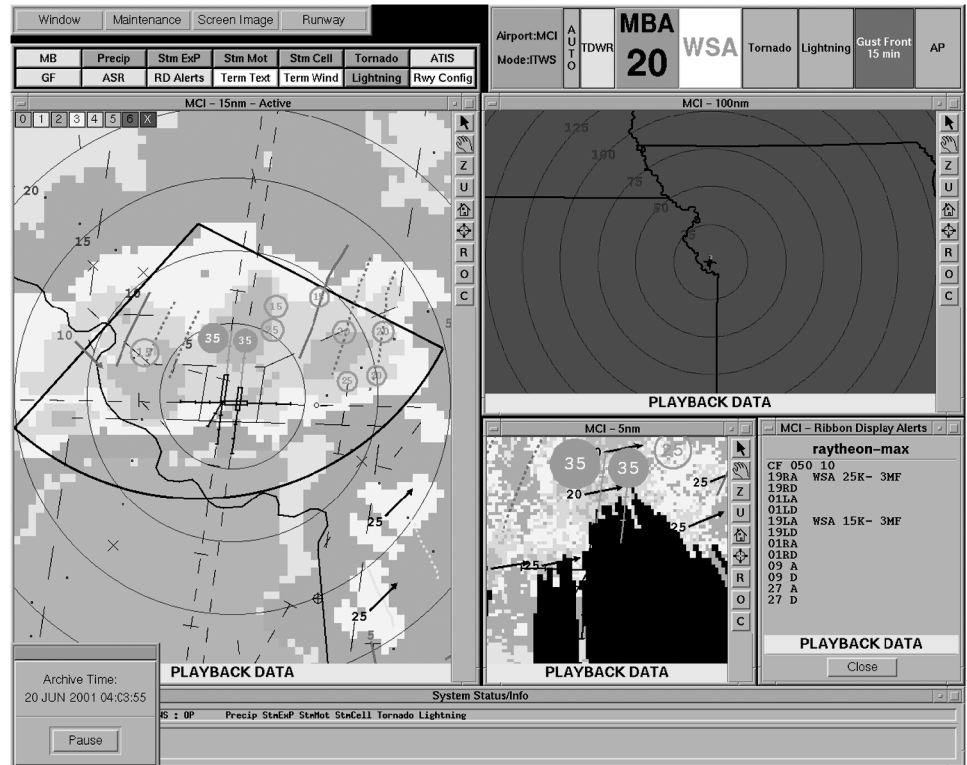 Window Maintenance Screen Image Runway
MB Precip Stm ExP Stm Mot Stm Cell Tornado ATIS
GF ASR RD Alerts Term Text Term Wind Lightning Rwy Config
Airport:MCI
Mode:ITWS
AUTO
TDWR
MBA
20
WSA
Tornado
Lightning
Gust Front
15 min
AP
MCI - 15nm - Active
0 1 2 3 4 5 6 X
20
15
10
10
5
5
15
35
35
15
25
15
20
20
25
20
25
25
5
Z
U
R
O
C
PLAYBACK DATA
MCI - 100nm
125
100
75
50
25
Z
U
R
O
C
PLAYBACK DATA
MCI - 5nm
35
35
25
0
20
25
25
25
Z
U
R
O
C
PLAYBACK DATA
MCI - Ribbon Display Alerts
raytheon-max
CF 050 10
19RA WSA 25K- 3MF
19RD
01LA
01LD
19LA WSA 15K- 3MF
19LD
01RA
01RD
09 A
09 D
27 A
27 D
PLAYBACK DATA
Close
Archive Time:
20 JUN 2001 04:03:55
Pause
System Status/Info
: OP Precip StmExP StmMot StmCell Tornado Lightning